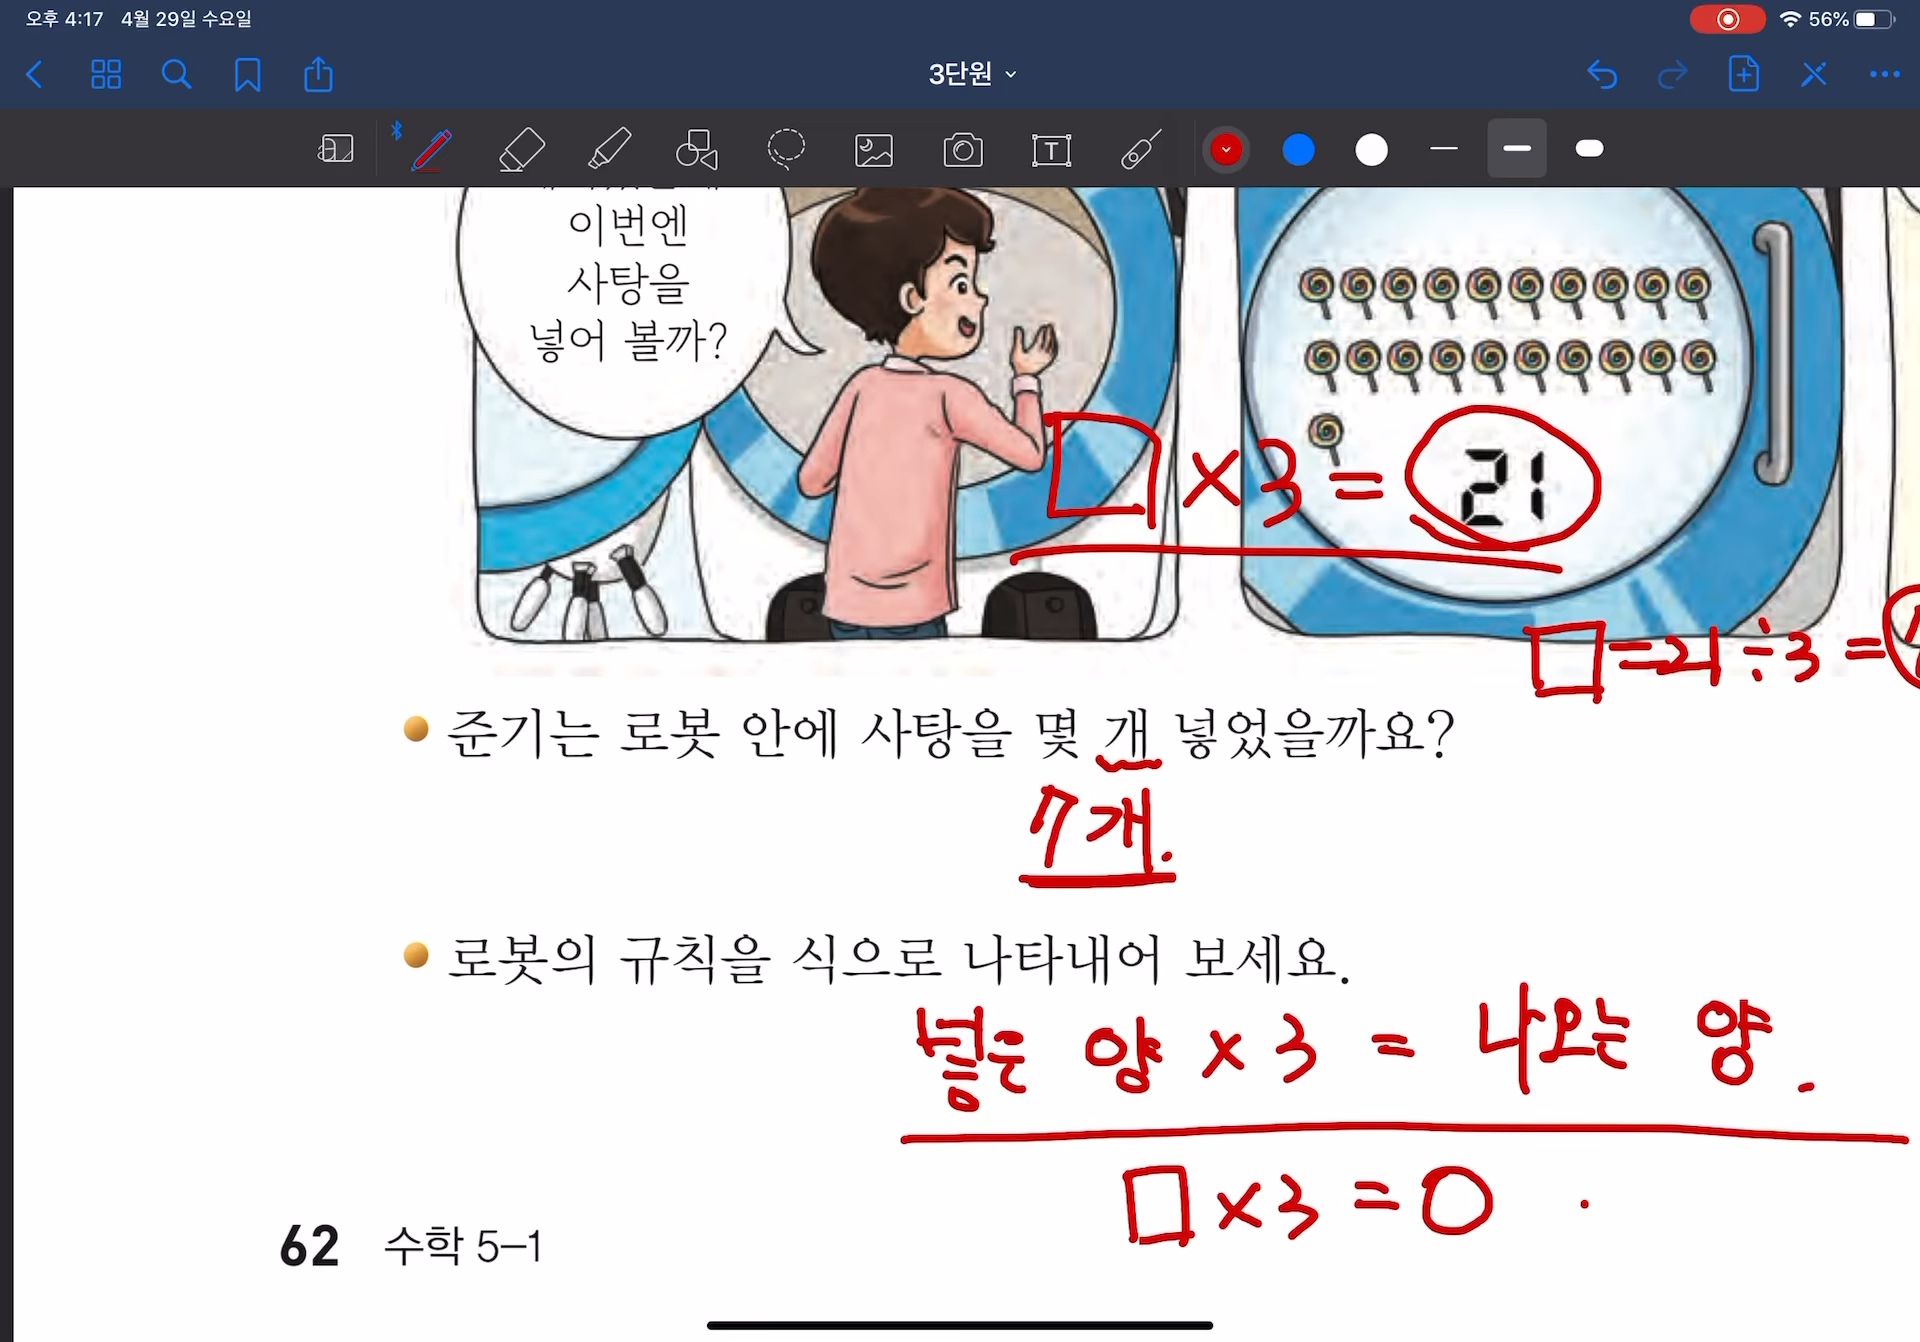 오후 4:17 4월 29일 수요일
56%
3단원
이번엔
사탕을
넣어 볼까?
21
□×3=
□=21÷3=
준기는 로봇 안에 사탕을 몇 개 넣었을까요?
7개.
로봇의 규칙을 식으로 나타내어 보세요.
넣은 양 × 3 = 나오는 양.
□×3=○
62 수학 5-1